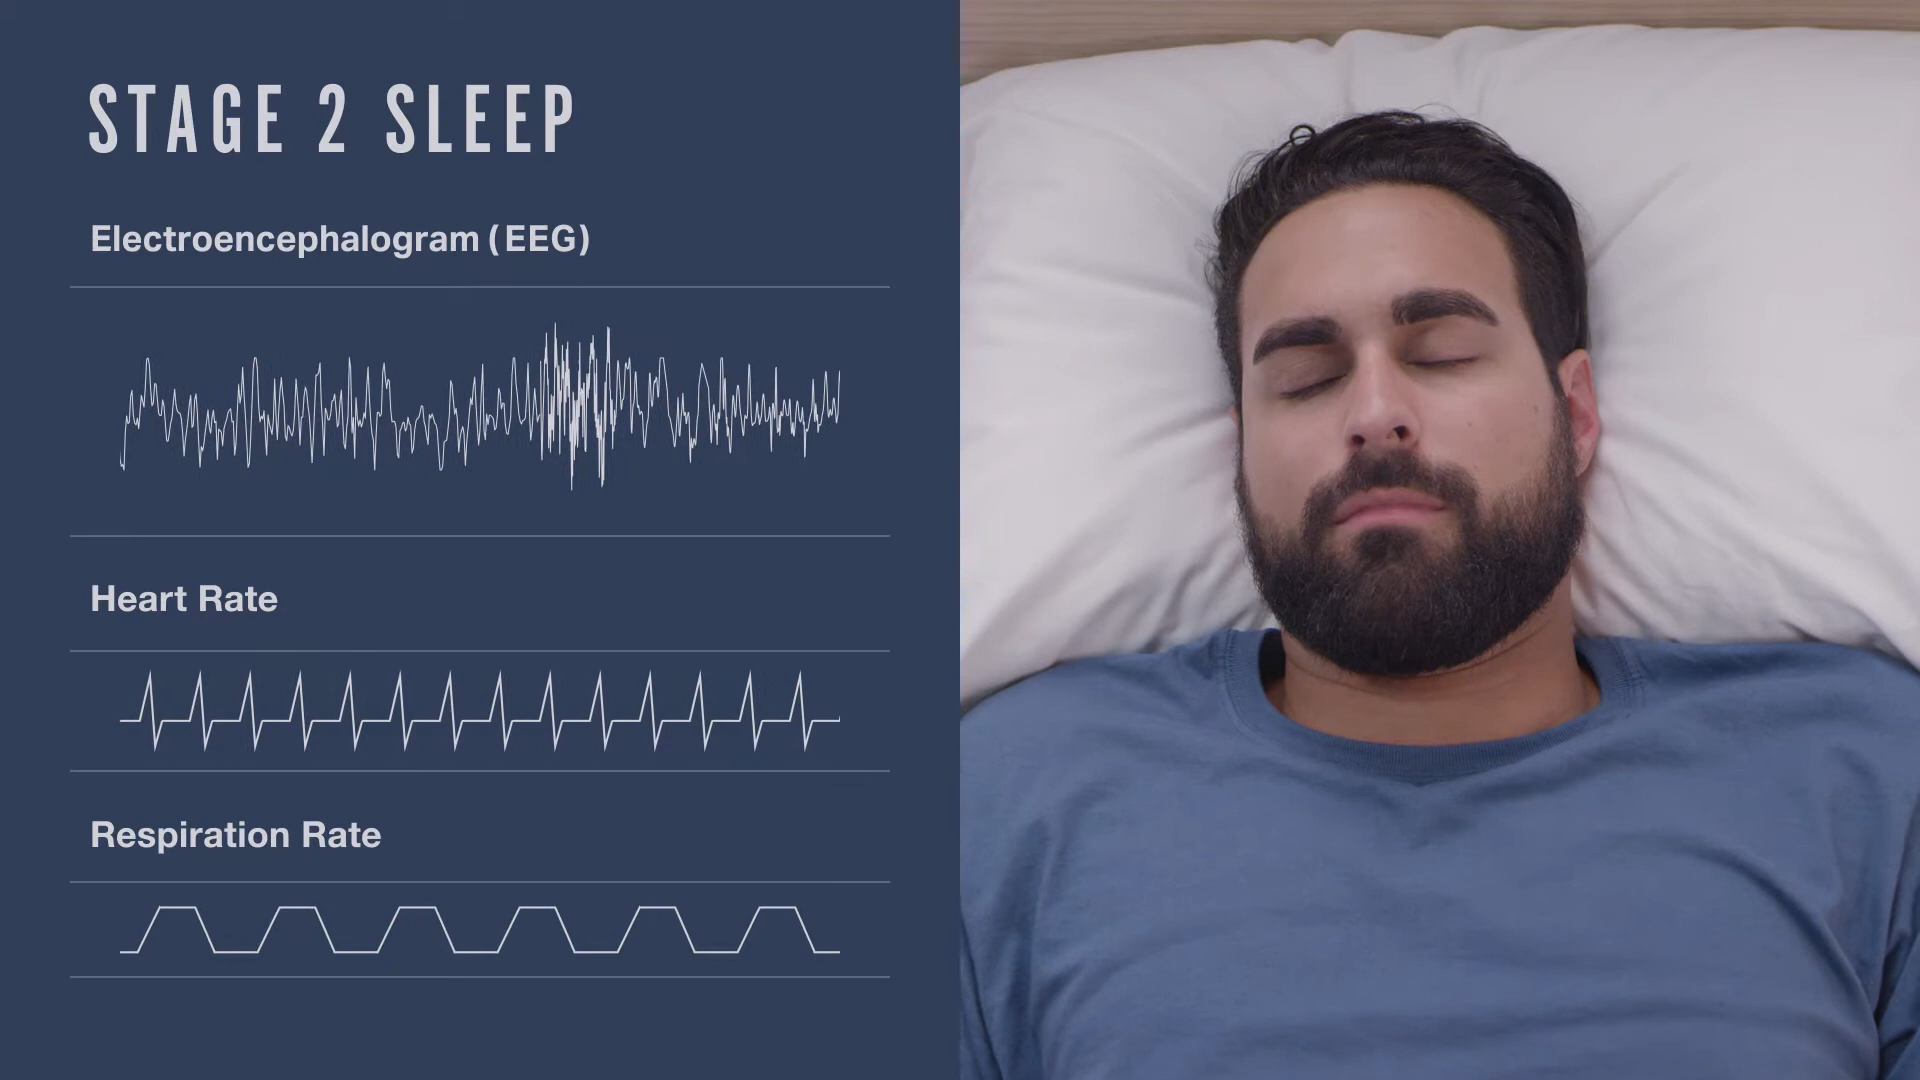 STAGE 2 SLEEP
Electroencephalogram (EEG)
Heart Rate
Respiration Rate